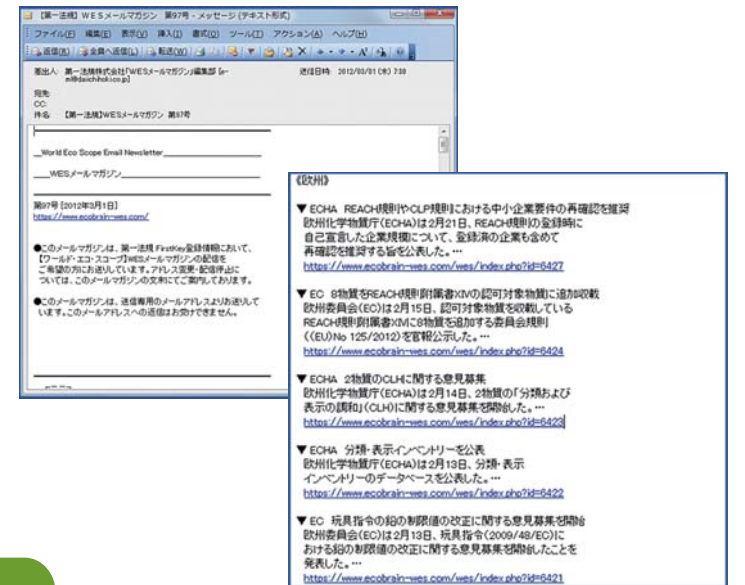 【第一法規】WESメールマガジン 第97号 - メッセージ (テキスト形式)
ファイル(F) 編集(E) 表示(V) 挿入(I) 書式(O) ツール(T) アクション(A) ヘルプ(H)
返信(R) 全員へ返信(L) 転送(W)
差出人: 第一法規株式会社「WESメールマガジン」編集部
送信日時: 2012/03/01 (木) 7:30
宛先:
CC:
件名: 【第一法規】WESメールマガジン 第97号
__World Eco Scope Email Newsletter__
__WESメールマガジン__
第97号 [2012年3月1日]
https://www.ecobrain-wes.com/
●このメールマガジンは、第一法規 FirstKey登録情報において、
【ワールド・エコ・スコープ】WESメールマガジンの配信を
ご希望の方にお送りしています。アドレス変更・配信停止に
ついては、このメールマガジンの文末にてご案内しております。
●このメールマガジンは、送信専用のメールアドレスよりお送りして
います。このメールアドレスへの返信はお受けできません。
《欧州》
▼ ECHA REACH規則やCLP規則における中小企業要件の再確認を推奨
欧州化学物質庁(ECHA)は2月21日、REACH規則の登録時に
自己宣言した企業規模について、登録済の企業も含めて
再確認を推奨する旨を公表した。…
https://www.ecobrain-wes.com/wes/index.php?id=6427
▼ EC 8物質をREACH規則附属書XIVの認可対象物質に追加収載
欧州委員会(EC)は2月15日、認可対象物質を収載している
REACH規則附属書XIVに8物質を追加する委員会規則
((EU)No 125/2012)を官報公示した。…
https://www.ecobrain-wes.com/wes/index.php?id=6424
▼ ECHA 2物質のCLHに関する意見募集
欧州化学物質庁(ECHA)は2月14日、2物質の「分類および
表示の調和」(CLH)に関する意見募集を開始した。…
https://www.ecobrain-wes.com/wes/index.php?id=6423
▼ ECHA 分類・表示インベントリーを公表
欧州化学物質庁(ECHA)は2月13日、分類・表示
インベントリーのデータベースを公表した。…
https://www.ecobrain-wes.com/wes/index.php?id=6422
▼ EC 玩具指令の鉛の制限値の改正に関する意見募集を開始
欧州委員会(EC)は2月13日、玩具指令(2009/48/EC)に
おける鉛の制限値の改正に関する意見募集を開始したことを
発表した。…
https://www.ecobrain-wes.com/wes/index.php?id=6421